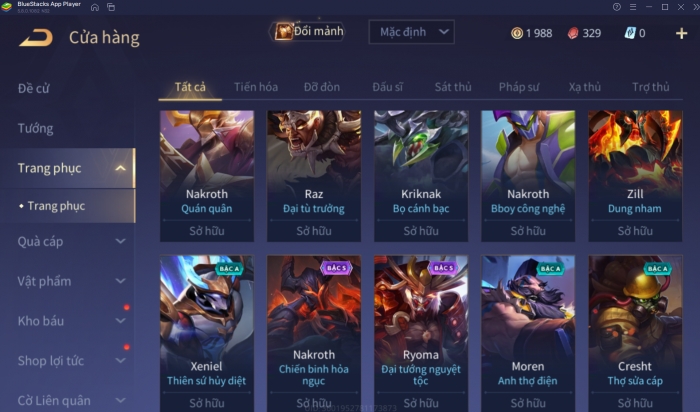 BlueStacks App Player
Cửa hàng
Đổi mảnh
Mặc định
1 988
329
0
Đề cử
Tướng
Trang phục
• Trang phục
Quà cáp
Vật phẩm
Kho báu
Shop lợi tức
Cờ Liên quân
Tất cả
Tiến hóa
Đỡ đòn
Đấu sĩ
Sát thủ
Pháp sư
Xạ thủ
Trợ thủ
Nakroth
Quán quân
Sở hữu
Raz
Đại tù trưởng
Sở hữu
Kriknak
Bọ cánh bạc
Sở hữu
Nakroth
Bboy công nghệ
Sở hữu
Zill
Dung nham
Sở hữu
BẬC A
Xeniel
Thiên sứ hủy diệt
Sở hữu
BẬC S
Nakroth
Chiến binh hỏa
ngục
Sở hữu
BẬC S
Ryoma
Đại tướng nguyệt
tộc
Sở hữu
BẬC A
Moren
Anh thợ điện
Sở hữu
BẬC A
Cresht
Thợ sửa cáp
Sở hữu